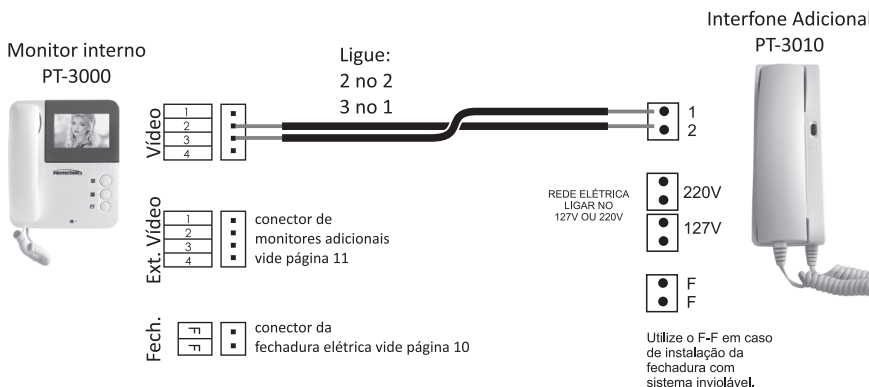 Monitor interno
PT-3000
PROTECTION
Ligue:
2 no 2
3 no 1
Interfone Adicional
PT-3010
Vídeo
1
2
3
4
1
2
Ext. Vídeo
1
2
3
4
conector de
monitores adicionais
vide página 11
REDE ELÉTRICA
LIGAR NO
127V OU 220V
220V
127V
Fech.
F
F
conector da
fechadura elétrica vide página 10
F
F
Utilize o F-F em caso
de instalação da
fechadura com
sistema inviolável.